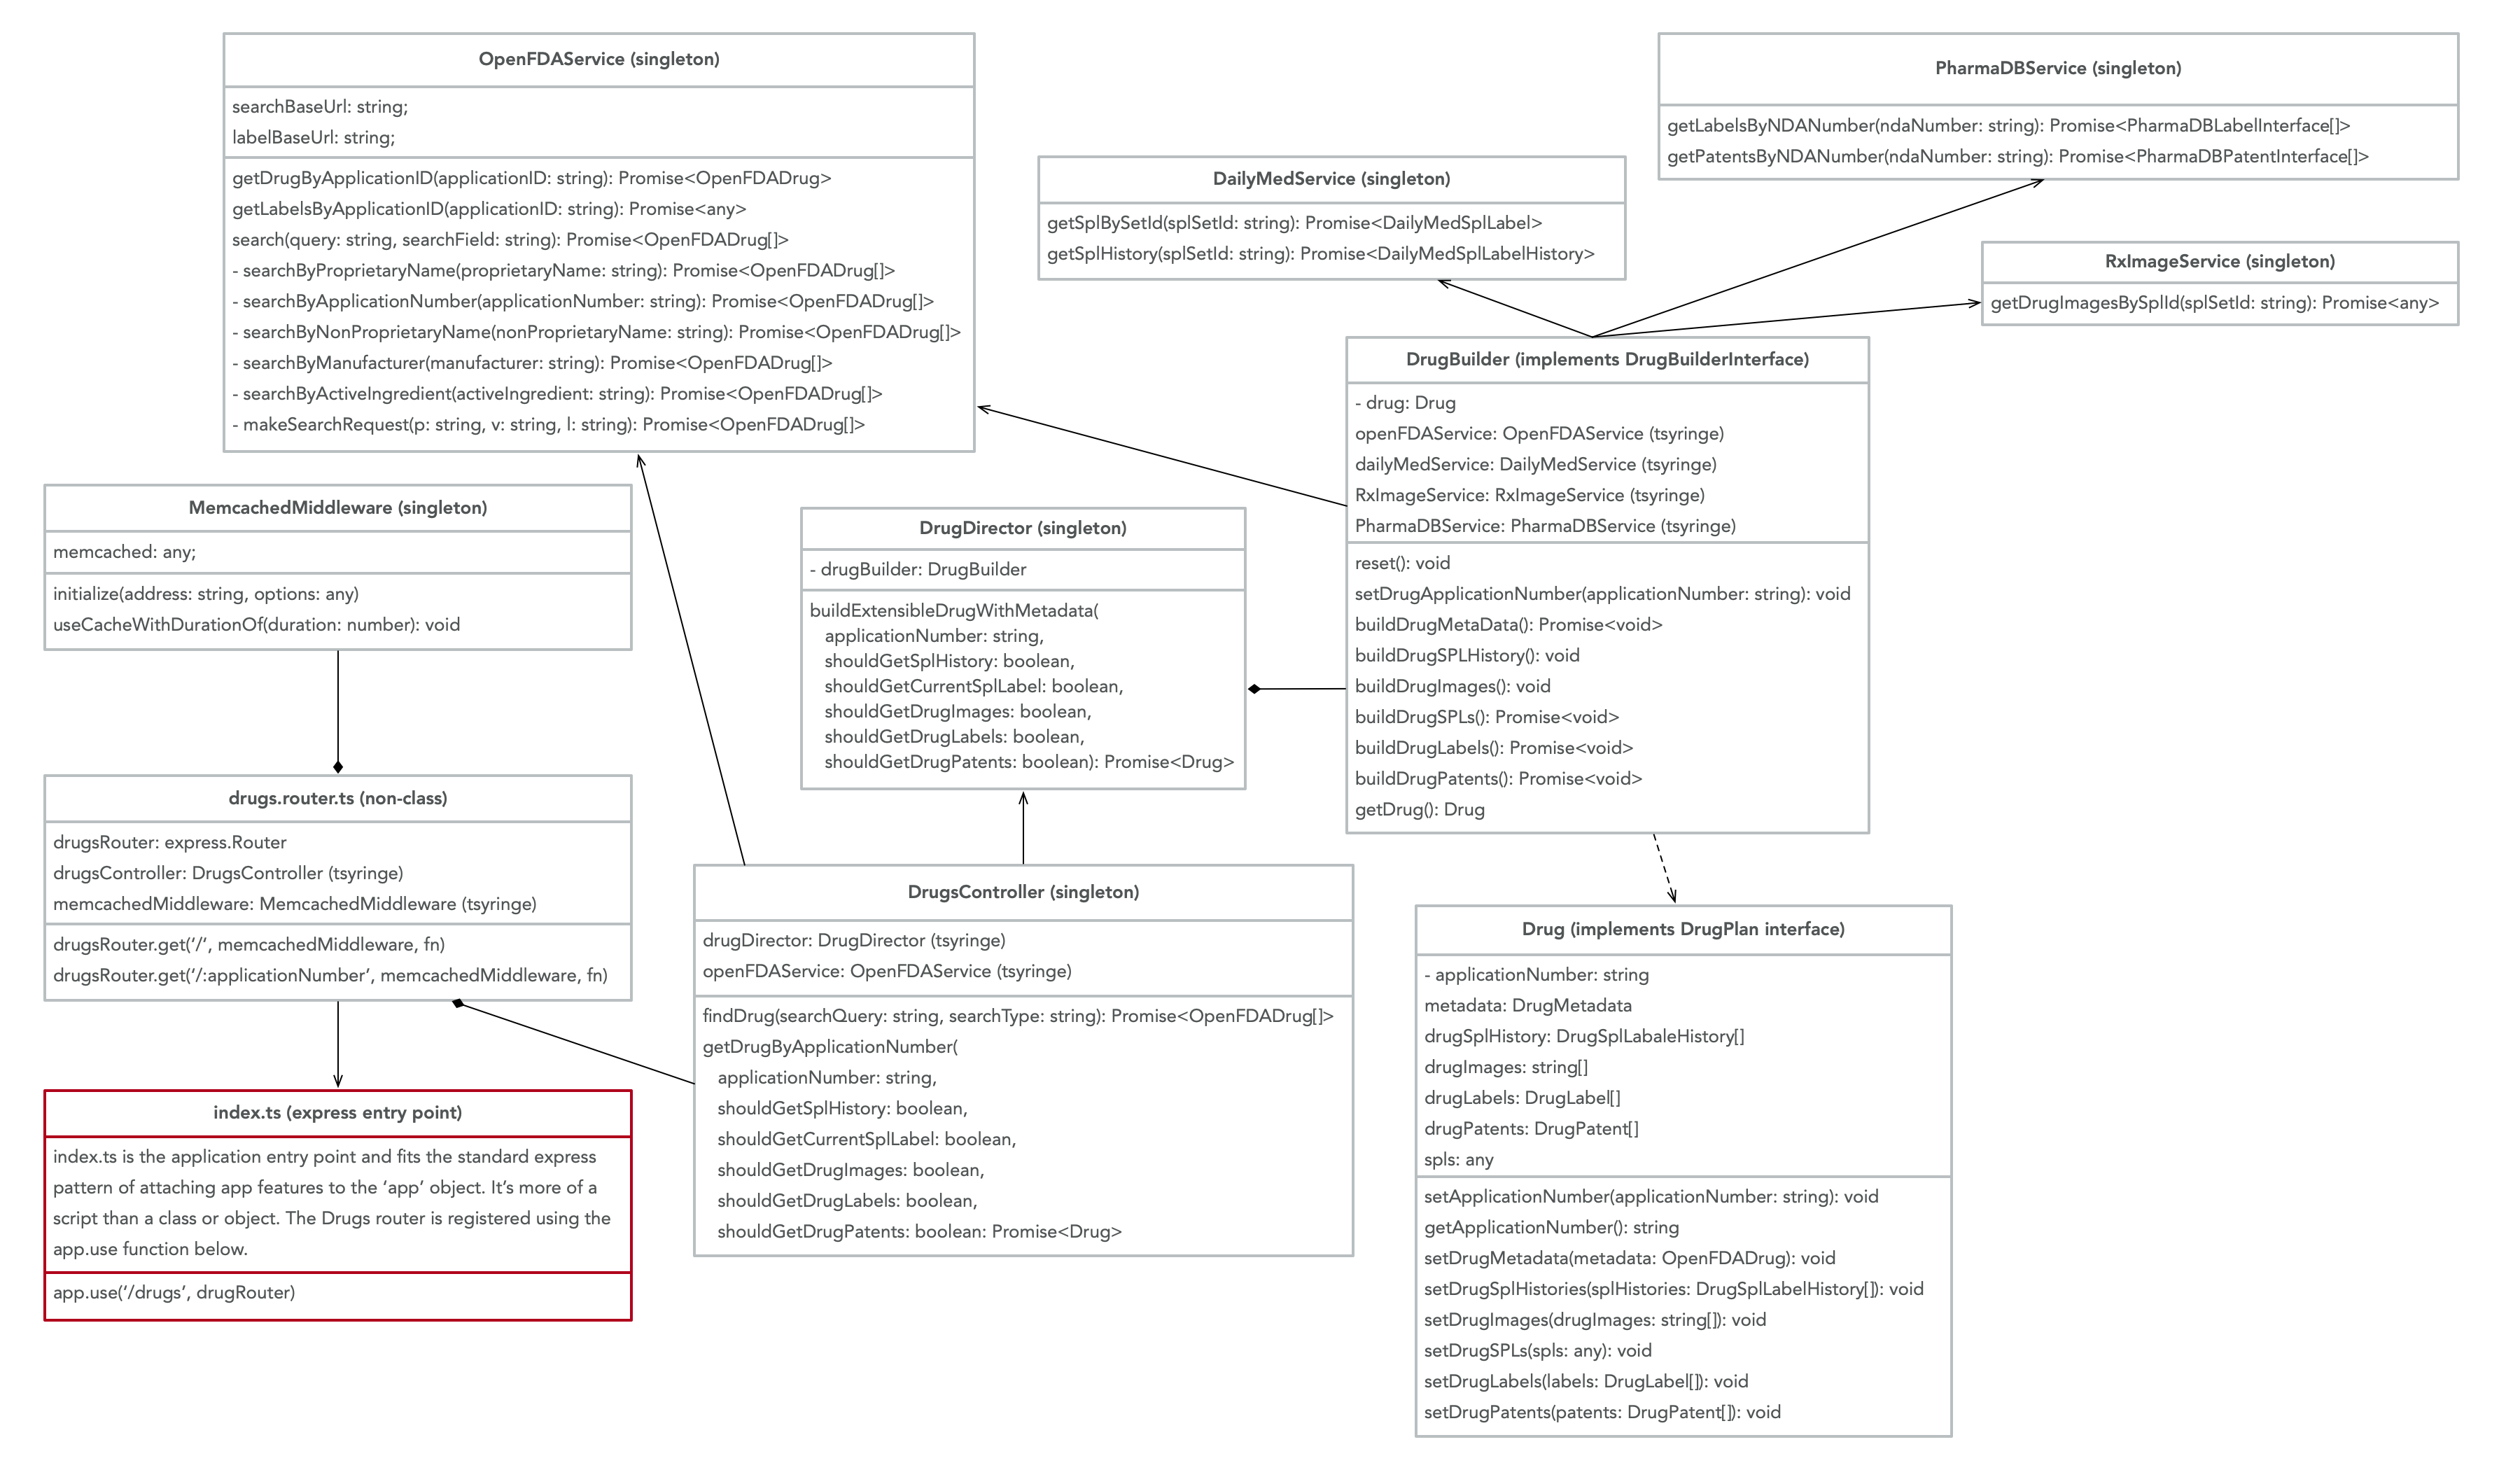 OpenFDAService (singleton)
searchBaseUrl: string;
labelBaseUrl: string;
getDrugByApplicationID(applicationID: string): Promise<OpenFDADrug>
getLabelsByApplicationID(applicationID: string): Promise<any>
search(query: string, searchField: string): Promise<OpenFDADrug[]>
- searchByProprietaryName(proprietaryName: string): Promise<OpenFDADrug[]>
- searchByApplicationNumber(applicationNumber: string): Promise<OpenFDADrug[]>
- searchByNonProprietaryName(nonProprietaryName: string): Promise<OpenFDADrug[]>
- searchByManufacturer(manufacturer: string): Promise<OpenFDADrug[]>
- searchByActiveIngredient(activeIngredient: string): Promise<OpenFDADrug[]>
- makeSearchRequest(p: string, v: string, l: string): Promise<OpenFDADrug[]>
PharmaDBService (singleton)
getLabelsByNDANumber(ndaNumber: string): Promise<PharmaDBLabelInterface[]>
getPatentsByNDANumber(ndaNumber: string): Promise<PharmaDBPatentInterface[]>
DailyMedService (singleton)
getSplBySetId(splSetId: string): Promise<DailyMedSplLabel>
getSplHistory(splSetId: string): Promise<DailyMedSplLabelHistory>
RxImageService (singleton)
getDrugImagesBySplId(splSetId: string): Promise<any>
DrugBuilder (implements DrugBuilderInterface)
- drug: Drug
openFDAService: OpenFDAService (tsyringe)
dailyMedService: DailyMedService (tsyringe)
RxImageService: RxImageService (tsyringe)
PharmaDBService: PharmaDBService (tsyringe)
reset(): void
setDrugApplicationNumber(applicationNumber: string): void
buildDrugMetaData(): Promise<void>
buildDrugSPLHistory(): void
buildDrugImages(): void
buildDrugSPLs(): Promise<void>
buildDrugLabels(): Promise<void>
buildDrugPatents(): Promise<void>
getDrug(): Drug
MemcachedMiddleware (singleton)
memcached: any;
initialize(address: string, options: any)
useCacheWithDurationOf(duration: number): void
DrugDirector (singleton)
- drugBuilder: DrugBuilder
buildExtensibleDrugWithMetadata(
applicationNumber: string,
shouldGetSplHistory: boolean,
shouldGetCurrentSplLabel: boolean,
shouldGetDrugImages: boolean,
shouldGetDrugLabels: boolean,
shouldGetDrugPatents: boolean): Promise<Drug>
drugs.router.ts (non-class)
drugsRouter: express.Router
drugsController: DrugsController (tsyringe)
memcachedMiddleware: MemcachedMiddleware (tsyringe)
drugsRouter.get(‘/‘, memcachedMiddleware, fn)
drugsRouter.get(‘/:applicationNumber’, memcachedMiddleware, fn)
DrugsController (singleton)
drugDirector: DrugDirector (tsyringe)
openFDAService: OpenFDAService (tsyringe)
findDrug(searchQuery: string, searchType: string): Promise<OpenFDADrug[]>
getDrugByApplicationNumber(
applicationNumber: string,
shouldGetSplHistory: boolean,
shouldGetCurrentSplLabel: boolean,
shouldGetDrugImages: boolean,
shouldGetDrugLabels: boolean,
shouldGetDrugPatents: boolean: Promise<Drug>
Drug (implements DrugPlan interface)
- applicationNumber: string
metadata: DrugMetadata
drugSplHistory: DrugSplLabaleHistory[]
drugImages: string[]
drugLabels: DrugLabel[]
drugPatents: DrugPatent[]
spls: any
setApplicationNumber(applicationNumber: string): void
getApplicationNumber(): string
setDrugMetadata(metadata: OpenFDADrug): void
setDrugSplHistories(splHistories: DrugSplLabelHistory[]): void
setDrugImages(drugImages: string[]): void
setDrugSPLs(spls: any): void
setDrugLabels(labels: DrugLabel[]): void
setDrugPatents(patents: DrugPatent[]): void
index.ts (express entry point)
index.ts is the application entry point and fits the standard express
pattern of attaching app features to the ‘app’ object. It’s more of a
script than a class or object. The Drugs router is registered using the
app.use function below.
app.use(‘/drugs’, drugRouter)